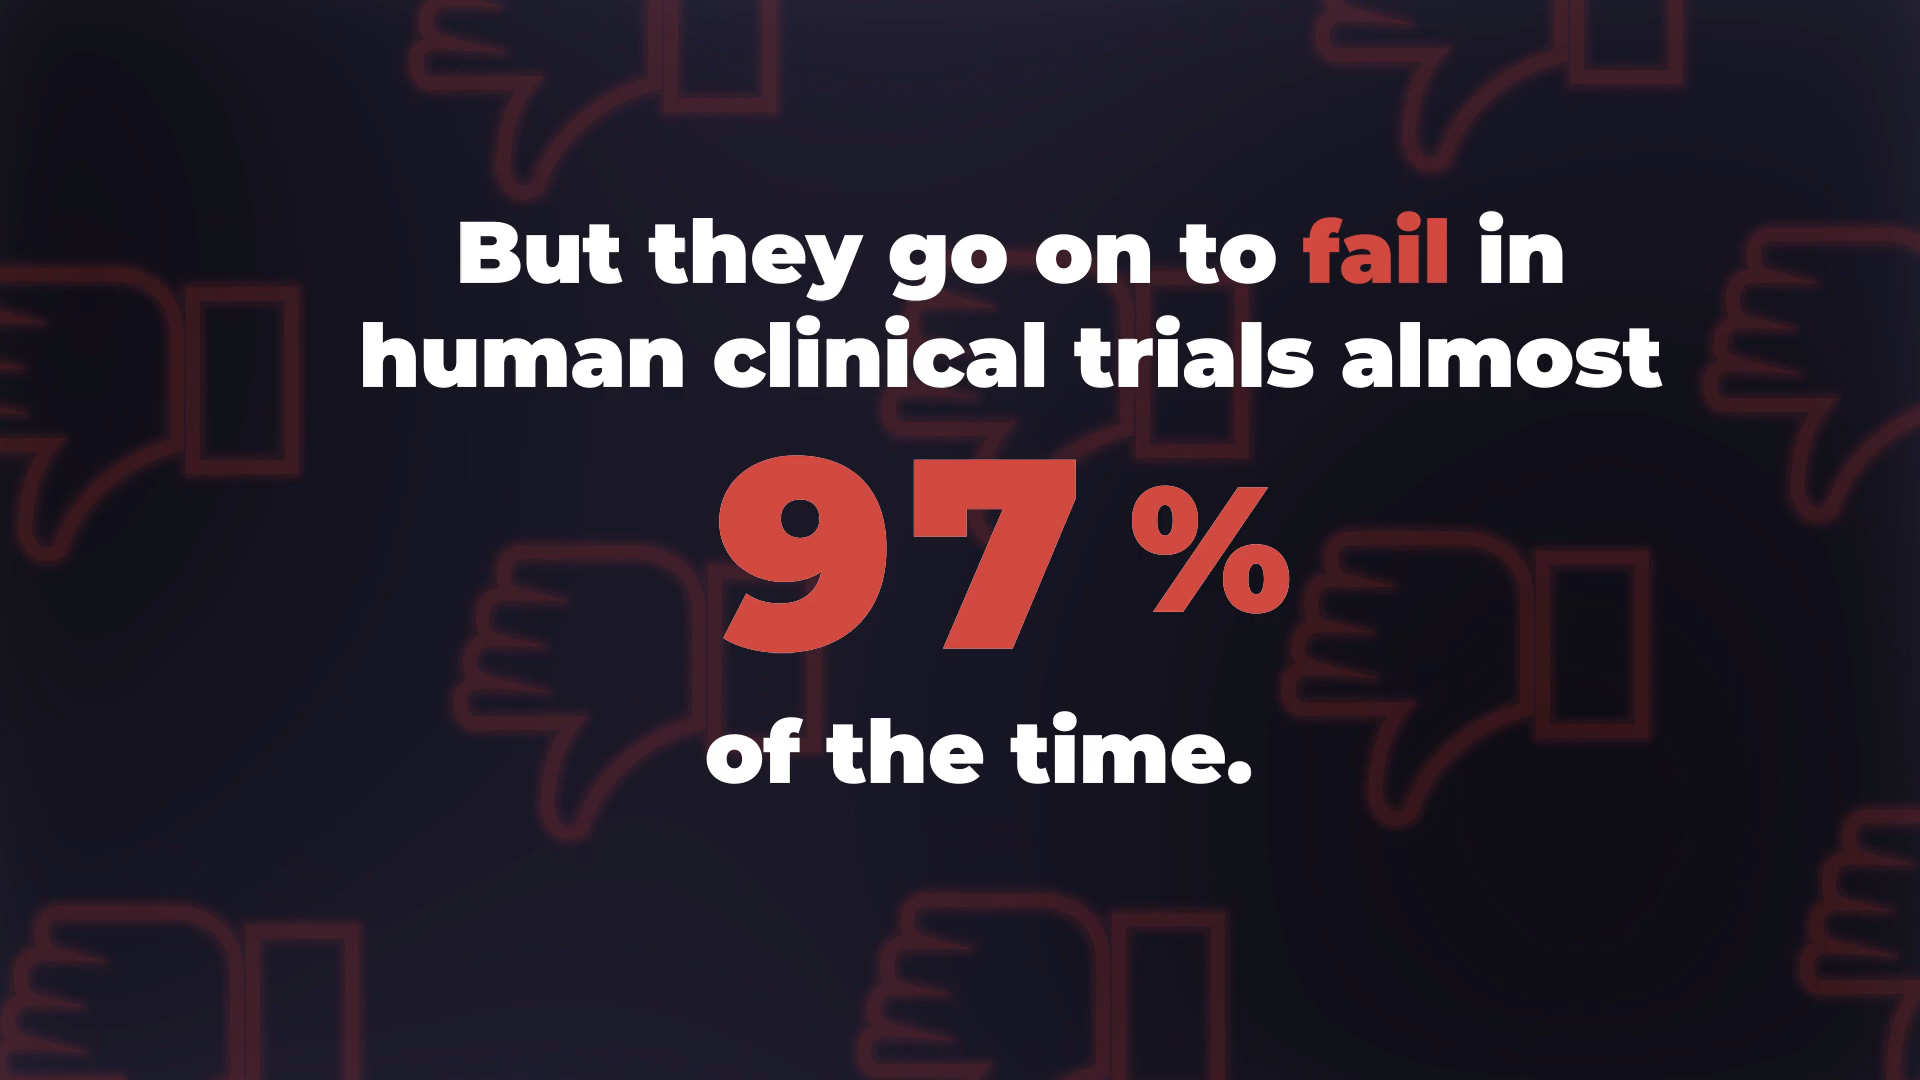 But they go on to fail in
human clinical trials almost
97 %
of the time.